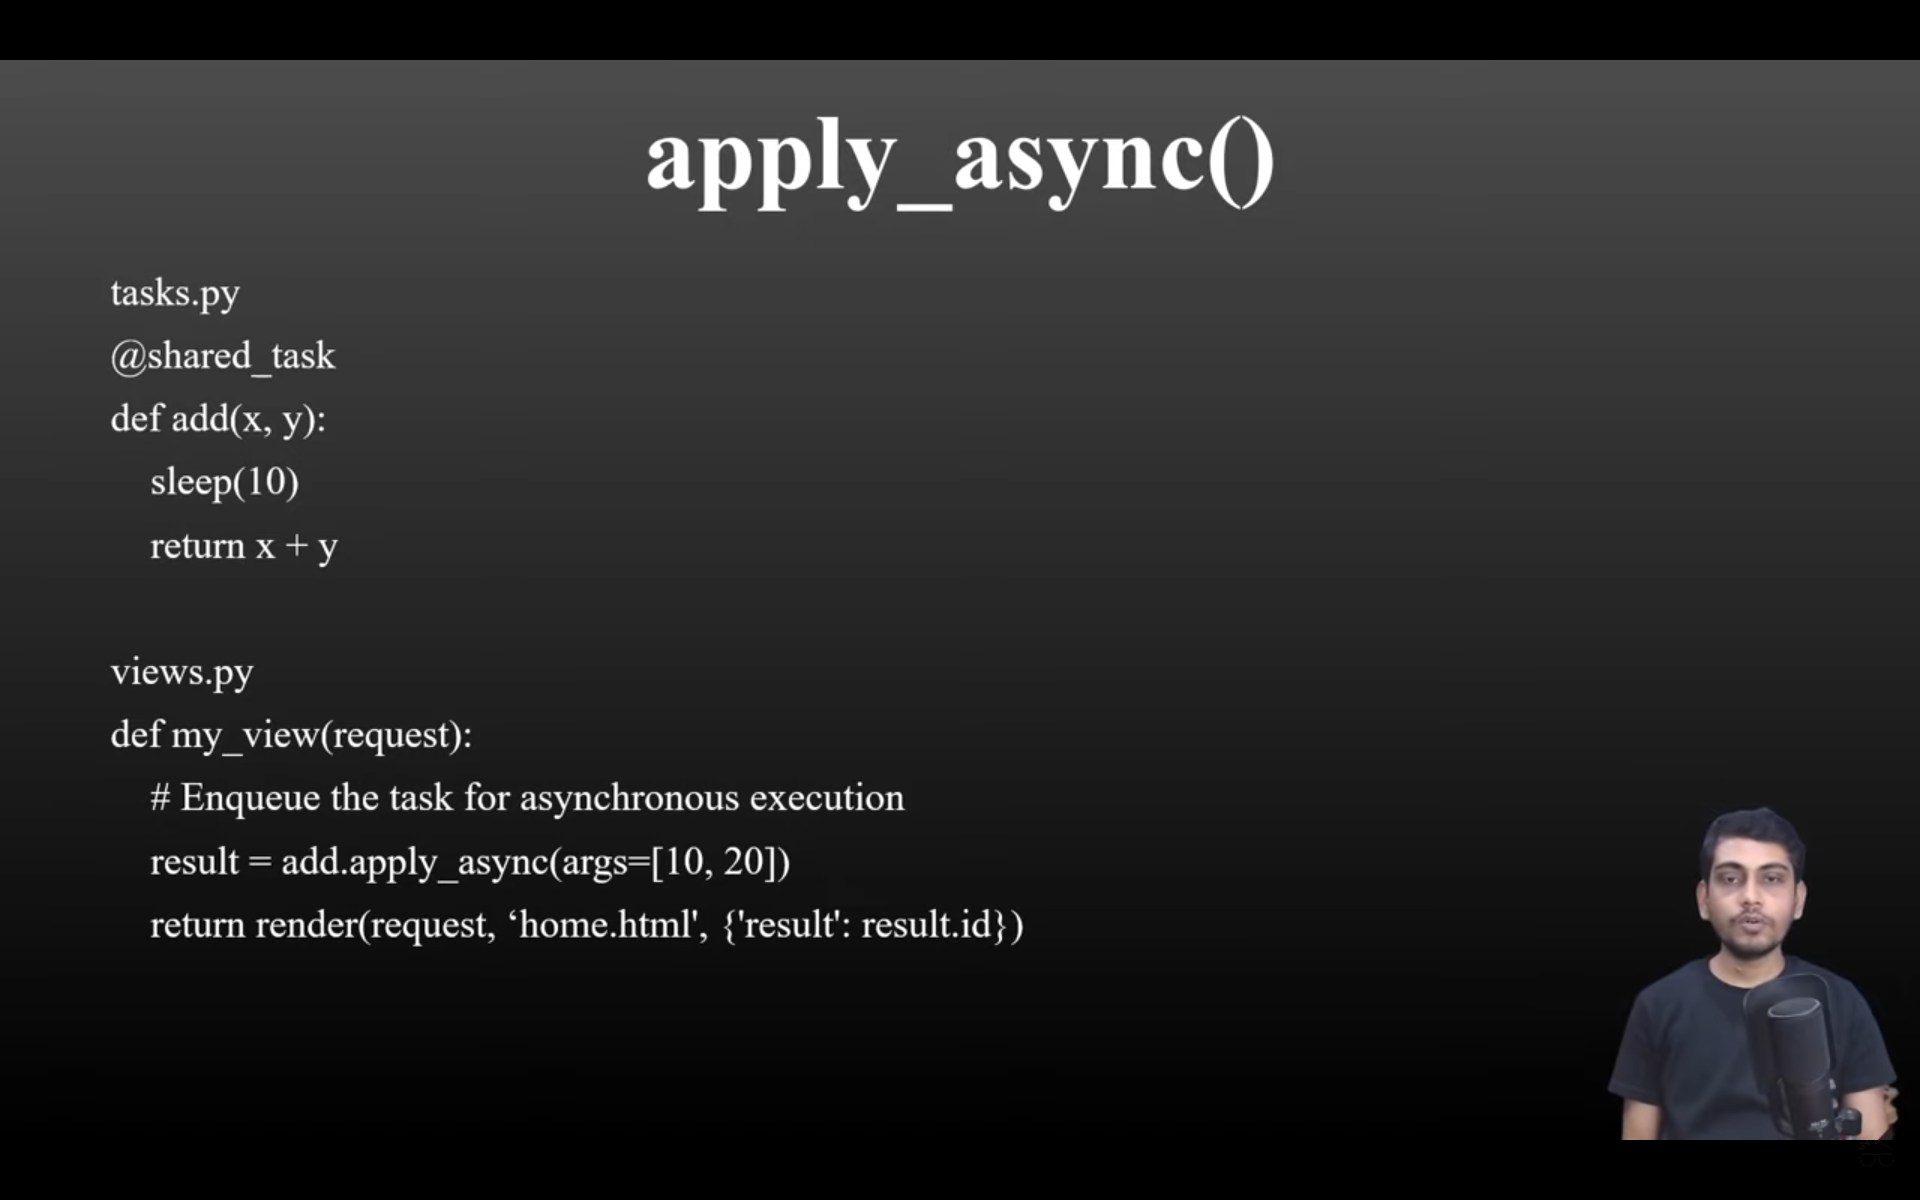 apply_async()
tasks.py
@shared_task
def add(x, y):
sleep(10)
return x + y
views.py
def my_view(request):
# Enqueue the task for asynchronous execution
result = add.apply_async(args=[10, 20])
return render(request, ‘home.html', {'result': result.id})